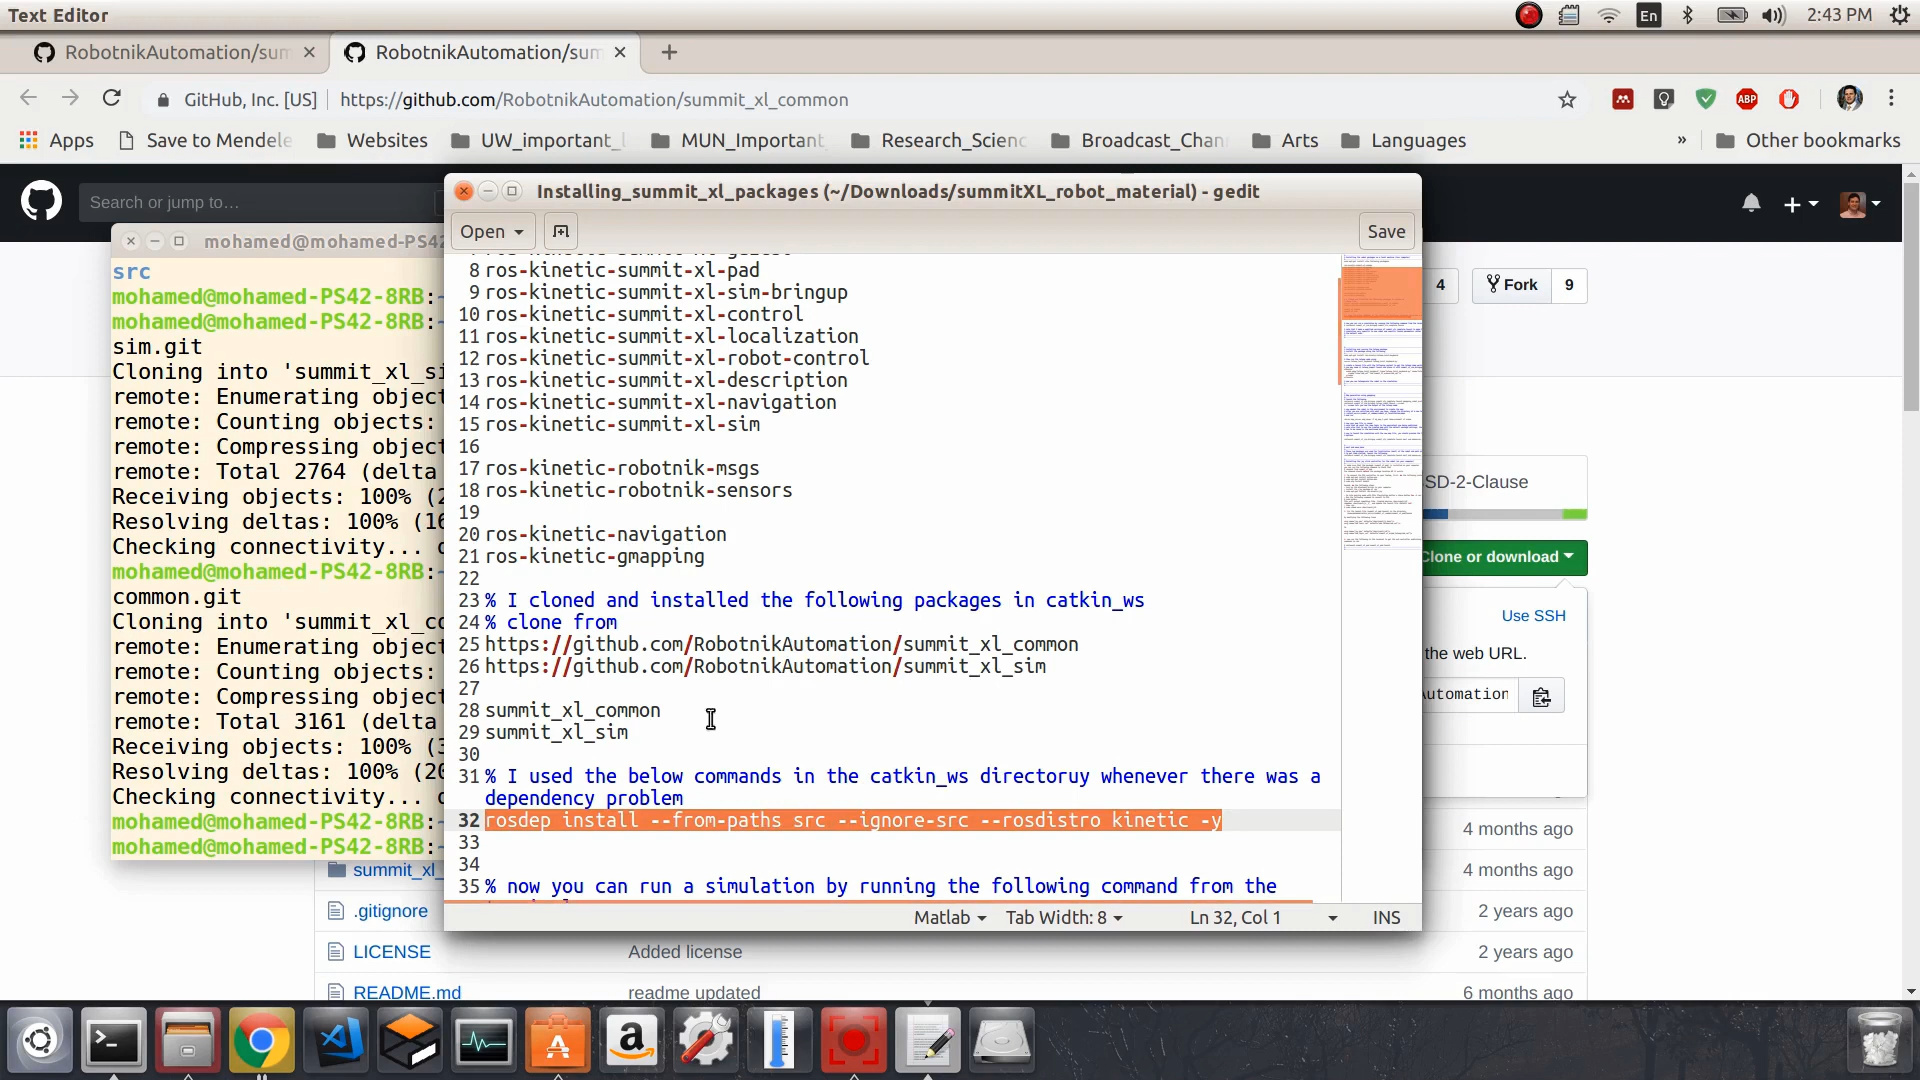 Text Editor
En
2:43 PM
RobotnikAutomation/sum
RobotnikAutomation/sum
GitHub, Inc. [US]
https://github.com/RobotnikAutomation/summit_xl_common
ABP
Apps
Save to Mendele
Websites
UW_important_l
MUN_Important
Research_Scienc
Broadcast_Chan
Arts
Languages
»
Other bookmarks
Search or jump to…
mohamed@mohamed-PS42
src
mohamed@mohamed-PS42-8RB:~
mohamed@mohamed-PS42-8RB:~
sim.git
Cloning into 'summit_xl_si
remote: Enumerating object
remote: Counting objects:
remote: Compressing object
remote: Total 2764 (delta
Receiving objects: 100% (2
Resolving deltas: 100% (16
Checking connectivity... d
mohamed@mohamed-PS42-8RB:~
common.git
Cloning into 'summit_xl_co
remote: Enumerating object
remote: Counting objects:
remote: Compressing object
remote: Total 3161 (delta
Receiving objects: 100% (3
Resolving deltas: 100% (20
Checking connectivity... d
mohamed@mohamed-PS42-8RB:~
mohamed@mohamed-PS42-8RB:~
Installing_summit_xl_packages (~/Downloads/summitXL_robot_material) - gedit
Open
Save
8 ros-kinetic-summit-xl-pad
9 ros-kinetic-summit-xl-sim-bringup
10 ros-kinetic-summit-xl-control
11 ros-kinetic-summit-xl-localization
12 ros-kinetic-summit-xl-robot-control
13 ros-kinetic-summit-xl-description
14 ros-kinetic-summit-xl-navigation
15 ros-kinetic-summit-xl-sim
16
17 ros-kinetic-robotnik-msgs
18 ros-kinetic-robotnik-sensors
19
20 ros-kinetic-navigation
21 ros-kinetic-gmapping
22
23 % I cloned and installed the following packages in catkin_ws
24 % clone from
25 https://github.com/RobotnikAutomation/summit_xl_common
26 https://github.com/RobotnikAutomation/summit_xl_sim
27
28 summit_xl_common
29 summit_xl_sim
30
31 % I used the below commands in the catkin_ws directoruy whenever there was a
dependency problem
32 rosdep install --from-paths src --ignore-src --rosdistro kinetic -y
33
34
35 % now you can run a simulation by running the following command from the
Matlab
Tab Width: 8
Ln 32, Col 1
INS
4
Fork
9
SD-2-Clause
Clone or download
Use SSH
the web URL.
Automation
summit_xl_
4 months ago
4 months ago
.gitignore
2 years ago
LICENSE
Added license
2 years ago
README.md
readme updated
6 months ago